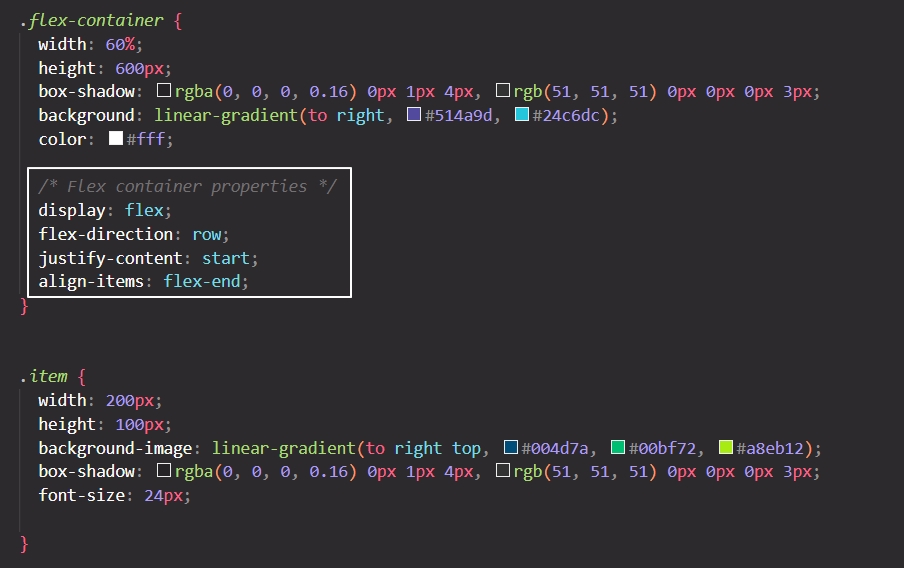 .flex-container {
width: 60%;
height: 600px;
box-shadow: rgba(0, 0, 0, 0.16) 0px 1px 4px, rgb(51, 51, 51) 0px 0px 0px 3px;
background: linear-gradient(to right, #514a9d, #24c6dc);
color: #fff;
/* Flex container properties */
display: flex;
flex-direction: row;
justify-content: start;
align-items: flex-end;
}
.item {
width: 200px;
height: 100px;
background-image: linear-gradient(to right top, #004d7a, #00bf72, #a8eb12);
box-shadow: rgba(0, 0, 0, 0.16) 0px 1px 4px, rgb(51, 51, 51) 0px 0px 0px 3px;
font-size: 24px;
}